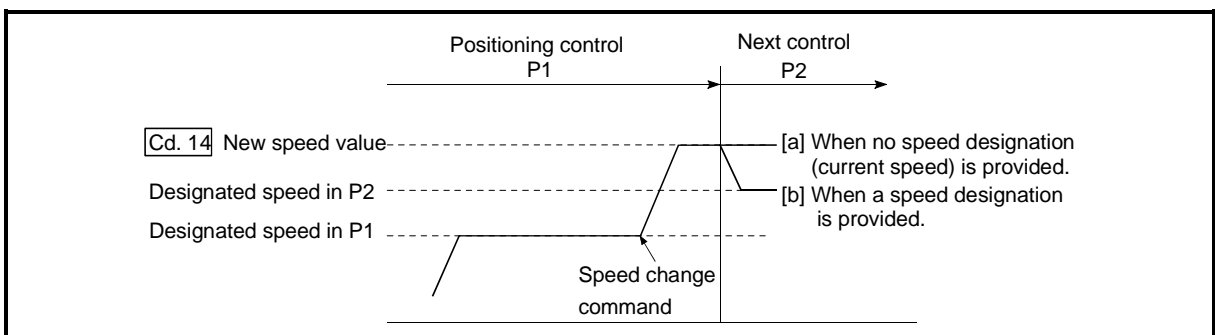 Positioning control
P1
Next control
P2
Cd. 14 New speed value
Designated speed in P2
Designated speed in P1
[a] When no speed designation
(current speed) is provided.
[b] When a speed designation
is provided.
Speed change
command